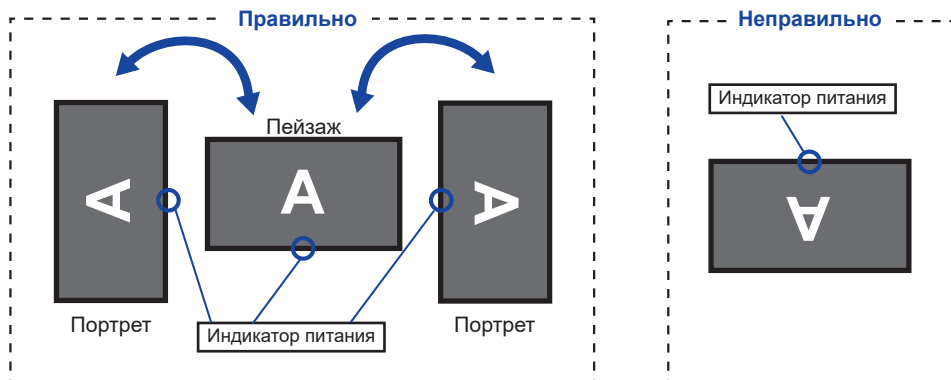 Правильно
Неправильно
Индикатор питания
Пейзаж
A
A
A
A
Портрет
Портрет
Индикатор питания